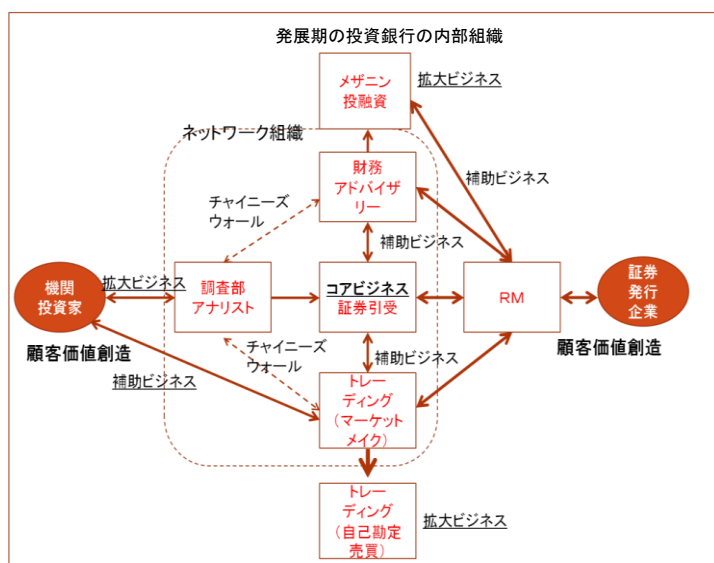 発展期の投資銀行の内部組織
メザニン
投融資
拡大ビジネス
ネットワーク組織
財務
アドバイザ
リー
補助ビジネス
チャイニーズ
ウォール
補助ビジネス
機関
投資家
拡大ビジネス
調査部
アナリスト
コアビジネス
証券引受
RM
証券
発行
企業
顧客価値創造
チャイニーズ
ウォール
補助ビジネス
顧客価値創造
補助ビジネス
トレー
ディング
(マーケット
メイク)
トレー
ディング
(自己勘定
売買)
拡大ビジネス